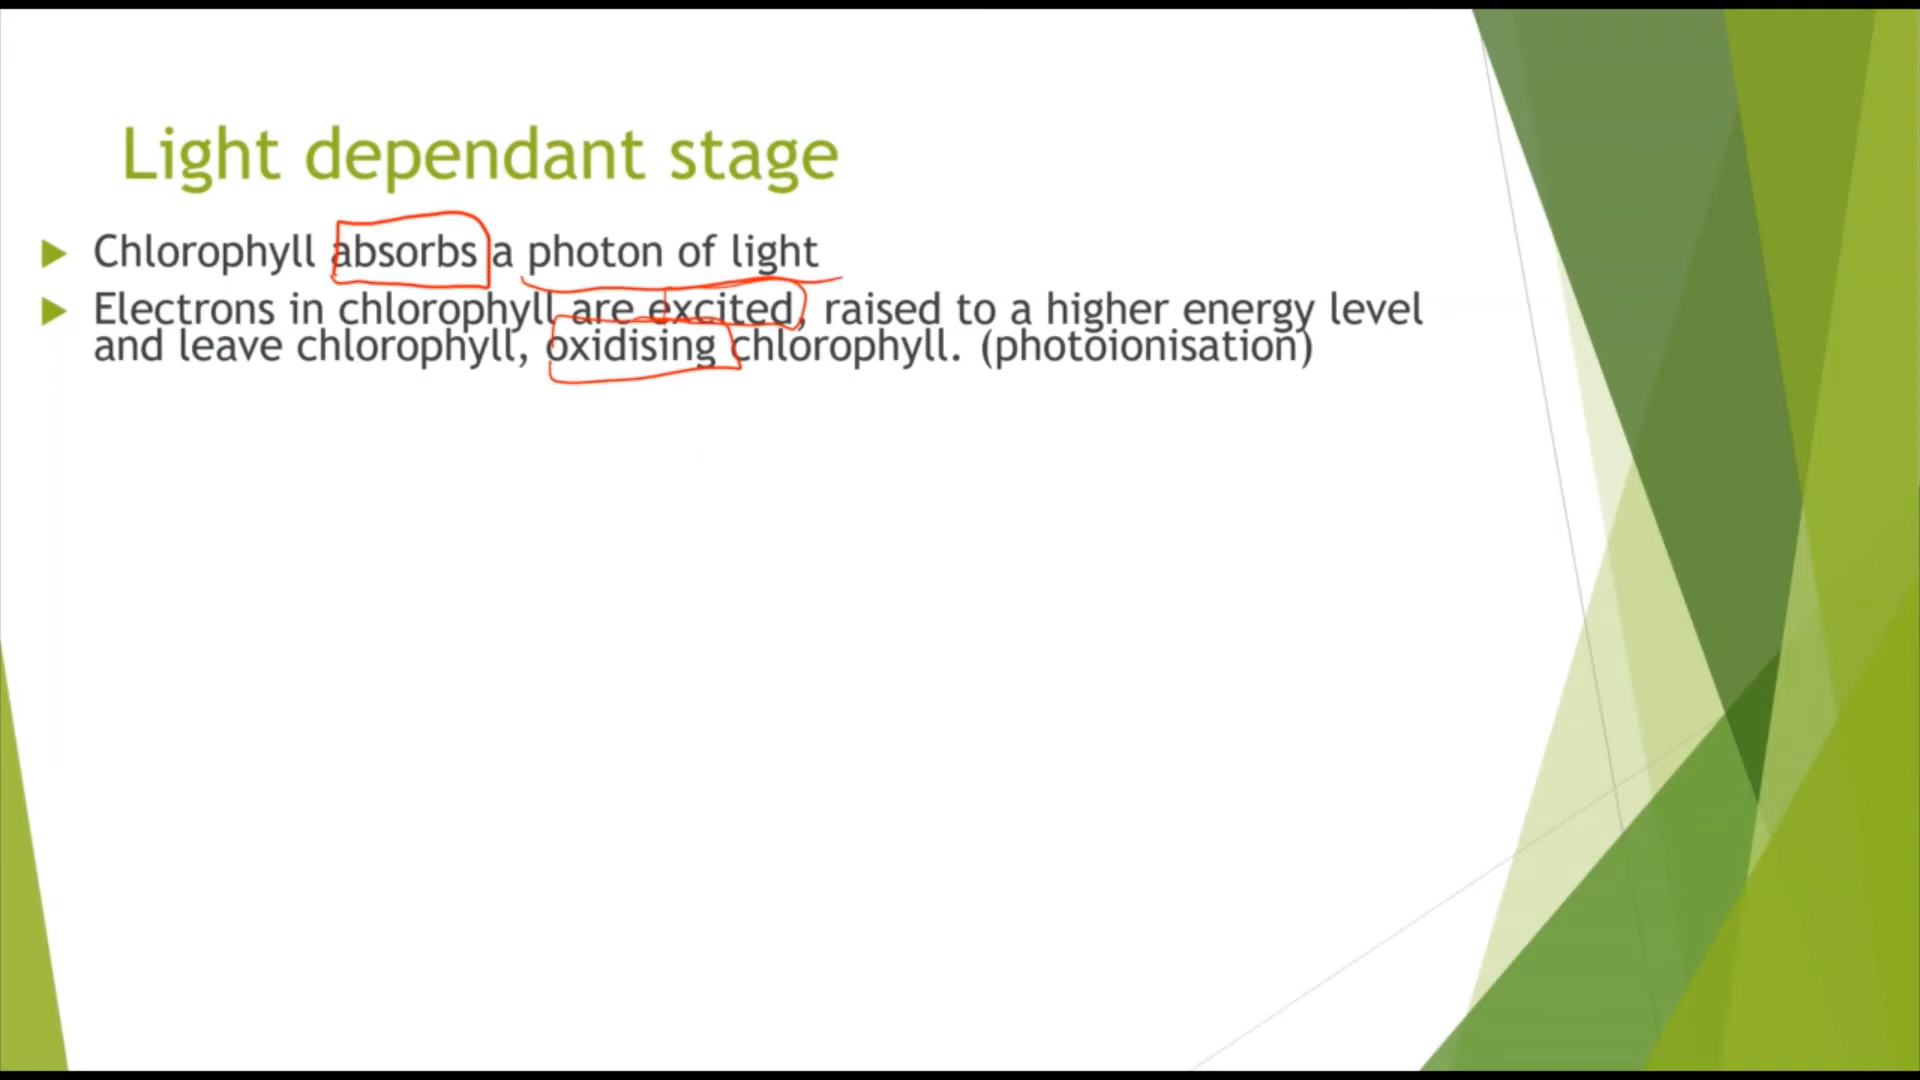 Light dependant stage
Chlorophyll absorbs a photon of light
Electrons in chlorophyll are excited, raised to a higher energy level
and leave chlorophyll, oxidising chlorophyll. (photoionisation)